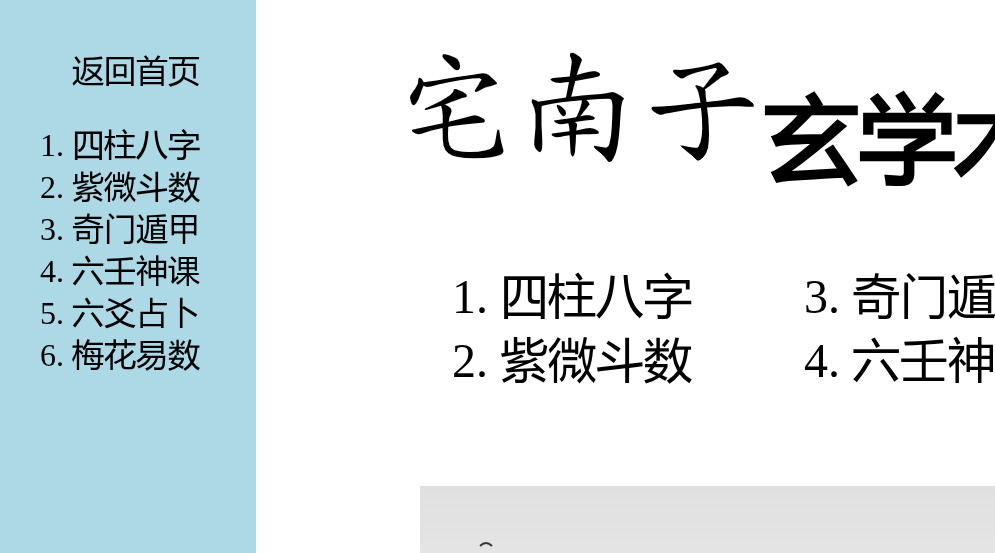 返回首页
1. 四柱八字
2. 紫微斗数
3. 奇门遁甲
4. 六壬神课
5. 六爻占卜
6. 梅花易数
宅南子玄学
1. 四柱八字 3. 奇门遁
2. 紫微斗数 4. 六壬神